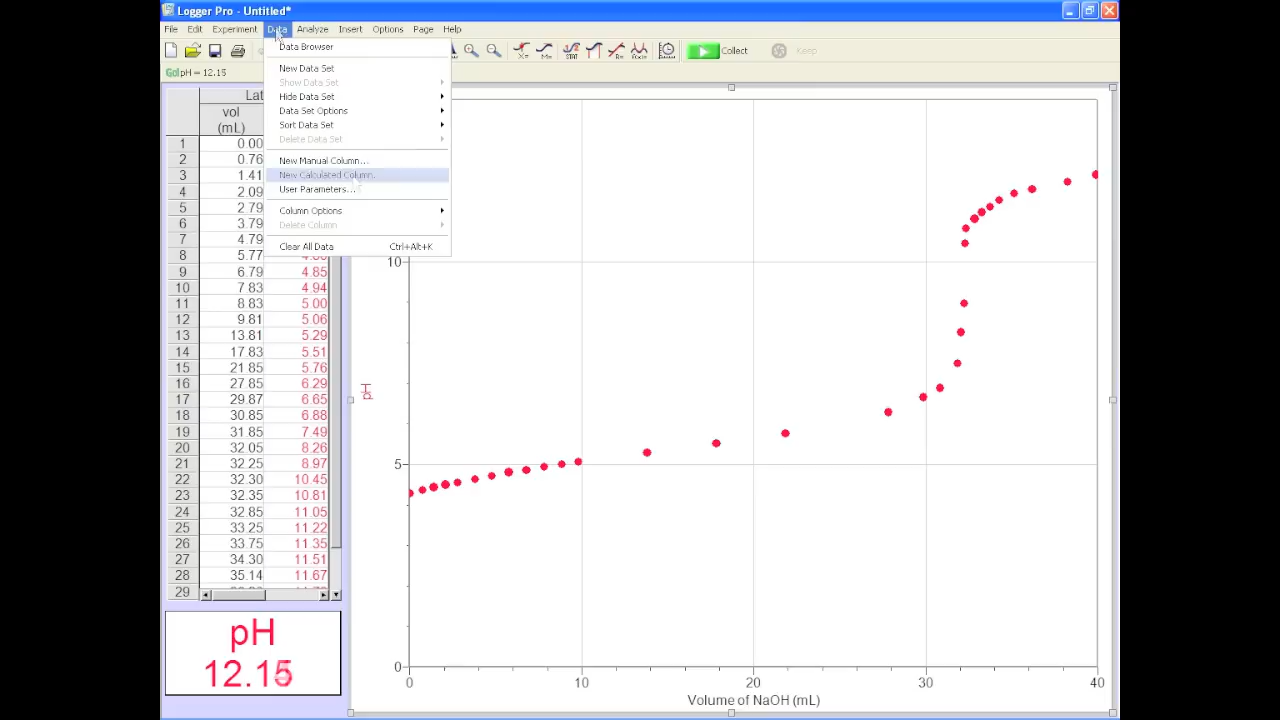 Logger Pro - Untitled*
File Edit Experiment Data Analyze Insert Options Page Help
Collect Keep
pH = 12.15
Data Browser
New Data Set
Show Data Set
Hide Data Set
Data Set Options
Sort Data Set
Delete Data Set
New Manual Column...
New Calculated Column...
User Parameters...
Column Options
Delete Column
Clear All Data Ctrl+Alt+K
Lat
vol
(mL)
1 0.00
2 0.76
3 1.41
4 2.09
5 2.79
6 3.79
7 4.79
8 5.77
9 6.79 4.85
10 7.83 4.94
11 8.83 5.00
12 9.81 5.06
13 13.81 5.29
14 17.83 5.51
15 21.85 5.76
16 27.85 6.29
17 29.87 6.65
18 30.85 6.88
19 31.85 7.49
20 32.05 8.26
21 32.25 8.97
22 32.30 10.45
23 32.35 10.81
24 32.85 11.05
25 33.25 11.22
26 33.75 11.35
27 34.30 11.51
28 35.14 11.67
29
pH
12.15
10
5
0
pH
0 10 20 30 40
Volume of NaOH (mL)